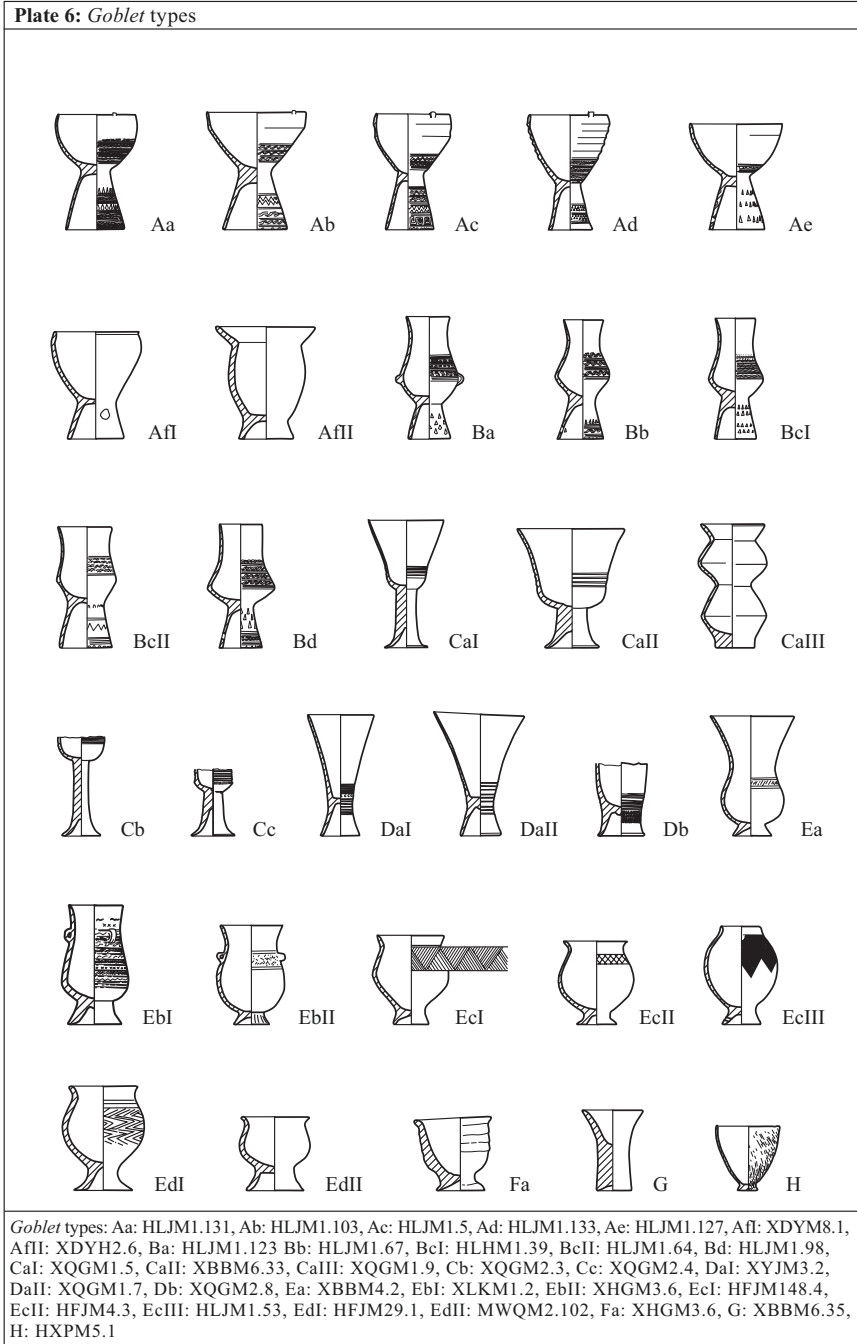 Plate 6: Goblet types
Aa Ab Ac Ad Ae
AfI AfII Ba Bb BcI
BcII Bd CaI CaII CaIII
Cb Cc DaI DaII Db Ea
EbI EbII EcI EcII EcIII
EdI EdII Fa G H
Goblet types: Aa: HLJM1.131, Ab: HLJM1.103, Ac: HLJM1.5, Ad: HLJM1.133, Ae: HLJM1.127, AfI: XDYM8.1,
AfII: XDYH2.6, Ba: HLJM1.123 Bb: HLJM1.67, BcI: HLHM1.39, BcII: HLJM1.64, Bd: HLJM1.98,
CaI: XQGM1.5, CaII: XBBM6.33, CaIII: XQGM1.9, Cb: XQGM2.3, Cc: XQGM2.4, DaI: XYJM3.2,
DaII: XQGM1.7, Db: XQGM2.8, Ea: XBBM4.2, EbI: XLKM1.2, EbII: XHGM3.6, EcI: HFJM148.4,
EcII: HFJM4.3, EcIII: HLJM1.53, EdI: HFJM29.1, EdII: MWQM2.102, Fa: XHGM3.6, G: XBBM6.35,
H: HXPM5.1